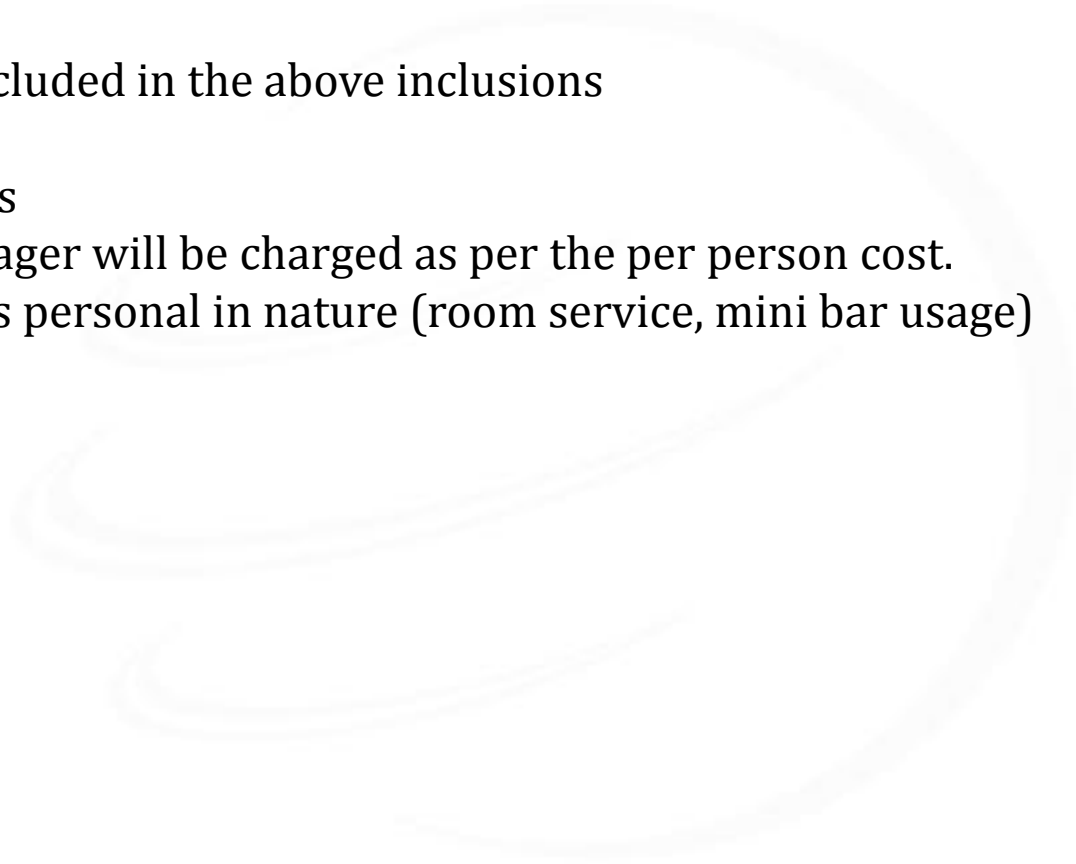 cluded in the above inclusions
s
ager will be charged as per the per person cost.
s personal in nature (room service, mini bar usage)